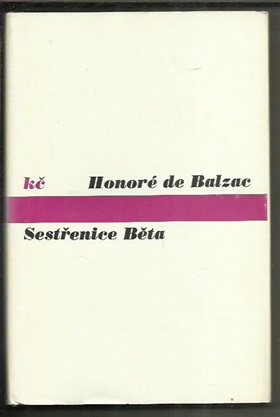 kč Honoré de Balzac
Sestřenice Běta